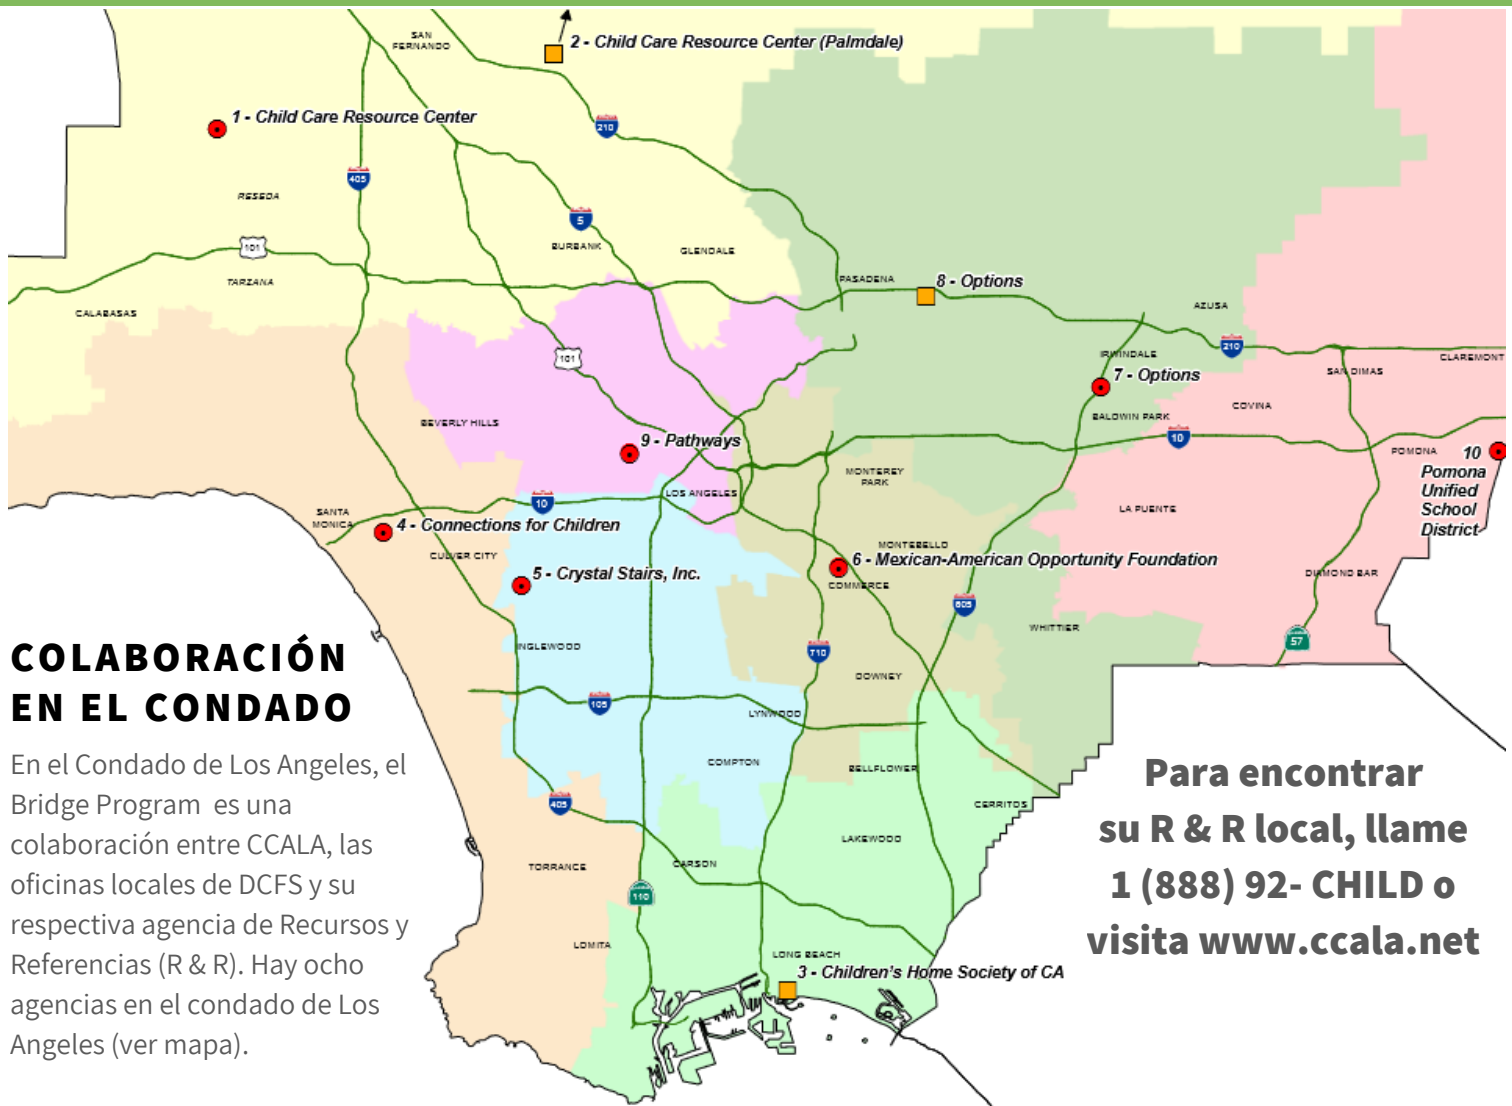 SAN
FERNANDO
2 - Child Care Resource Center (Palmdale)
1 - Child Care Resource Center
210
405
RESEDA
5
101
BURBANK
GLENDALE
TARZANA
PASADENA
8 - Options
CALABASAS
AZUSA
101
210
IRWINDALE
CLAREMONT
SAN DIMAS
7 - Options
COVINA
BALDWIN PARK
BEVERLY HILLS
9 - Pathways
10
POMONA
10
Pomona
Unified
School
District
MONTEREY
PARK
LOS ANGELES
10
LA PUENTE
SANTA
MONICA
4 - Connections for Children
CULVER CITY
MONTEBELLO
6 - Mexican-American Opportunity Foundation
5 - Crystal Stairs, Inc.
COMMERCE
DIAMOND BAR
605
WHITTIER
57
INGLEWOOD
710
DOWNEY
105
LYNWOOD
COMPTON
BELLFLOWER
405
CERRITOS
LAKEWOOD
TORRANCE
CARSON
110
LOMITA
LONG BEACH
3 - Children's Home Society of CA
COLABORACIÓN
EN EL CONDADO
En el Condado de Los Angeles, el
Bridge Program es una
colaboración entre CCALA, las
oficinas locales de DCFS y su
respectiva agencia de Recursos y
Referencias (R & R). Hay ocho
agencias en el condado de Los
Angeles (ver mapa).
Para encontrar
su R & R local, llame
1 (888) 92- CHILD o
visita www.ccala.net